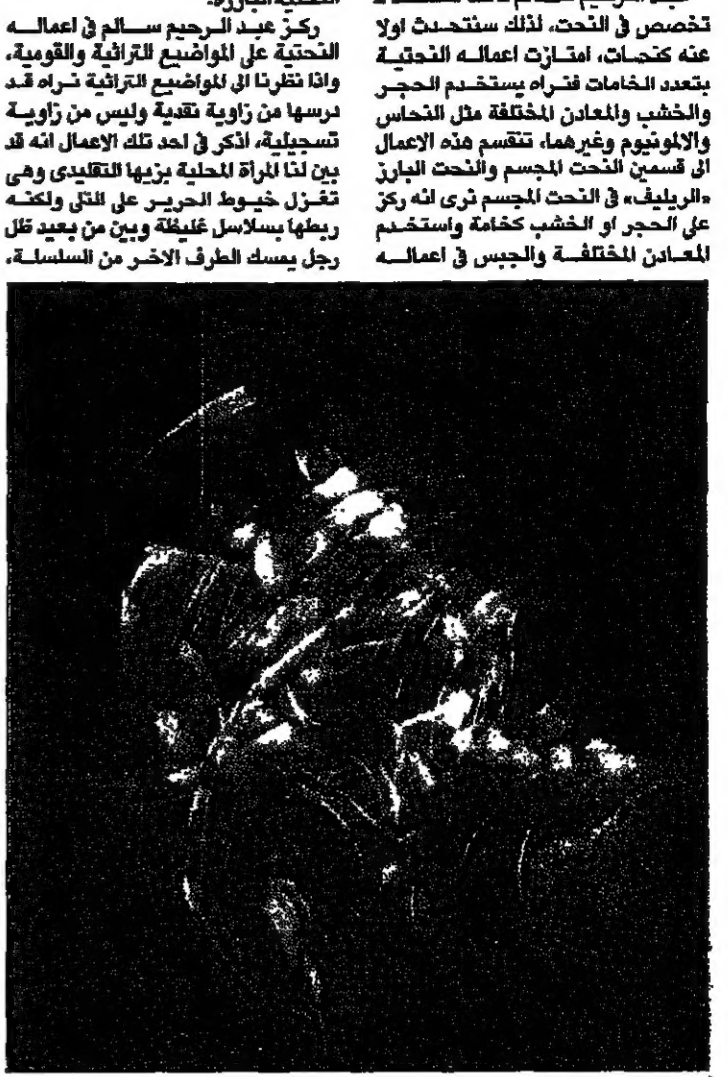 تخصص في النحت، لذلك سنتحدث اولا
عنه كنحات، امتازت اعماله النحتية
بتعدد الخامات فنراه يستخدم الحجر
والخشب والمعادن المختلفة مثل النحاس
والالمونيوم وغيرهما، تنقسم هذه الاعمال
الى قسمين النحت المجسم والنحت البارز
«الريليف» في النحت المجسم نرى انه ركز
على الحجر او الخشب كخامة واستخدم
المعادن المختلفة والجبس في اعماله
النحتية البارزة.
ركز عبد الرحيم سالم في اعماله
النحتية على المواضيع التراثية والقومية،
واذا نظرنا الى المواضيع التراثية نراه قد
درسها من زاوية نقدية وليس من زاوية
تسجيلية، اذكر في احد تلك الاعمال انه قد
بين لنا المرأة المحلية بزيها التقليدى وهى
تغزل خيوط الحرير على التلى ولكنه
ربطها بسلاسل غليظة وبين من بعيد ظل
رجل يمسك الطرف الاخر من السلسلة،